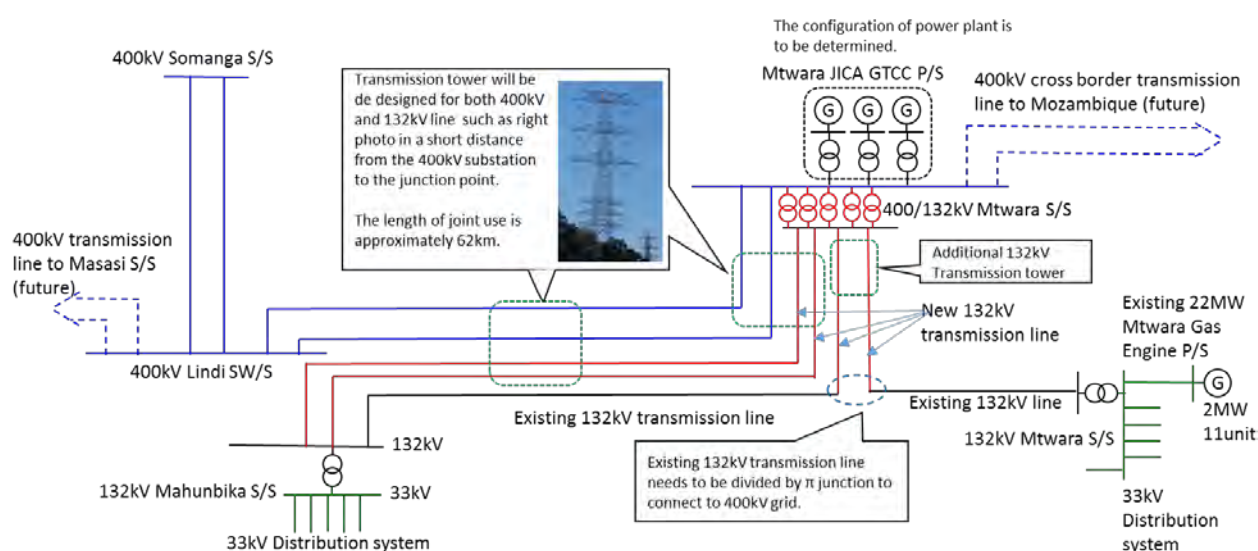 The configuration of power plant is
to be determined.
Mtwara JICA GTCC P/S
400kV Somanga S/S
Transmission tower will be
de designed for both 400kV
and 132kV line such as right
photo in a short distance
from the 400kV substation
to the junction point.
The length of joint use is
approximately 62km.
400kV cross border transmission
line to Mozambique (future)
G
G
G
400/132kV Mtwara S/S
400kV transmission
line to Masasi S/S
(future)
Additional 132kV
Transmission tower
New 132kV
transmission line
Existing 22MW
Mtwara Gas
Engine P/S
400kV Lindi SW/S
Existing 132kV transmission line
Existing 132kV line
G
2MW
11unit
132kV
132kV Mtwara S/S
Existing 132kV transmission line
needs to be divided by π junction to
connect to 400kV grid.
132kV Mahunbika S/S
33kV
33kV Distribution system
33kV
Distribution
system